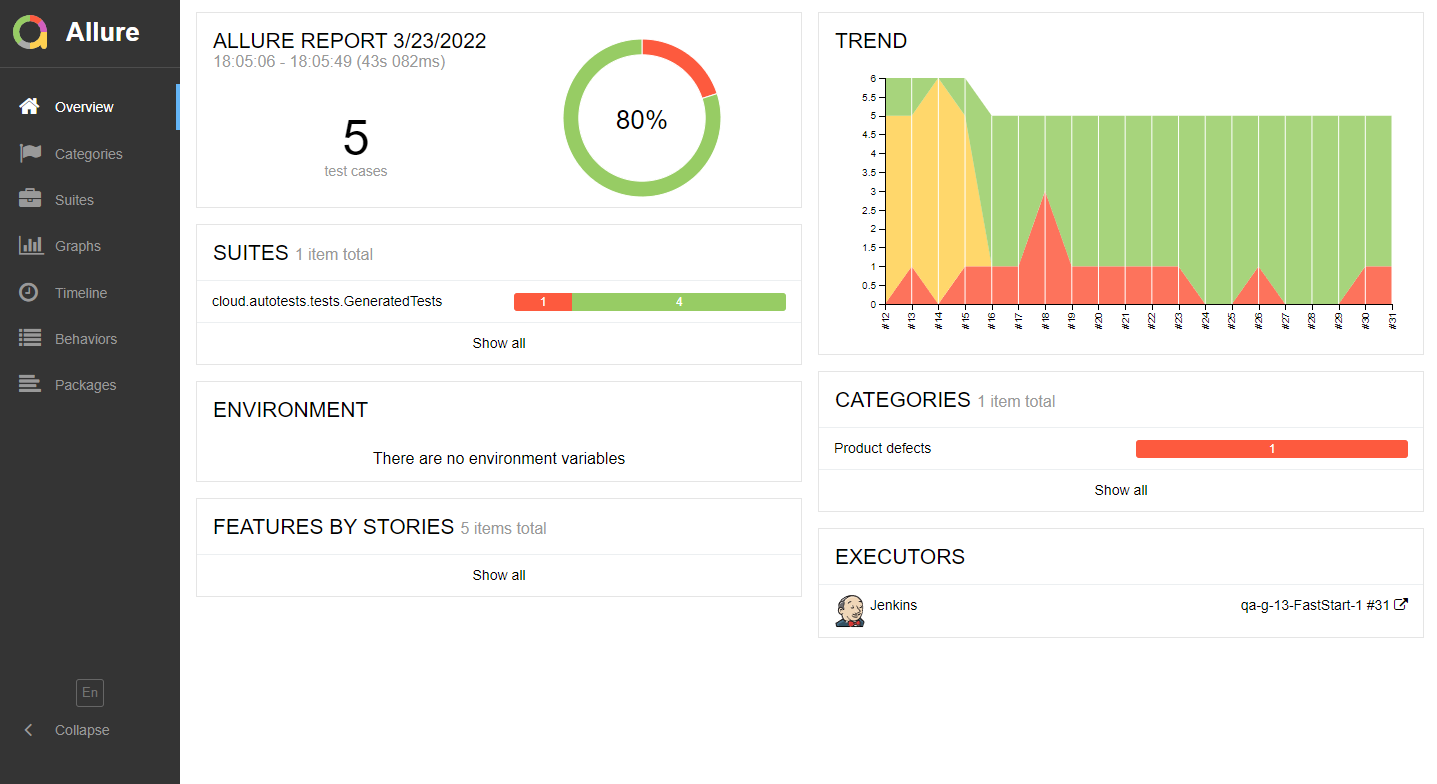 Allure
Overview
Categories
Suites
Graphs
Timeline
Behaviors
Packages
En
Collapse
ALLURE REPORT 3/23/2022
18:05:06 - 18:05:49 (43s 082ms)
5
test cases
80%
SUITES 1 item total
cloud.autotests.tests.GeneratedTests 1 4
Show all
ENVIRONMENT
There are no environment variables
FEATURES BY STORIES 5 items total
Show all
TREND
6
5.5
5
4.5
4
3.5
3
2.5
2
1.5
1
0.5
0
#12 #13 #14 #15 #16 #17 #18 #19 #20 #21 #22 #23 #24 #25 #26 #27 #28 #29 #30 #31
CATEGORIES 1 item total
Product defects 1
Show all
EXECUTORS
Jenkins qa-g-13-FastStart-1 #31